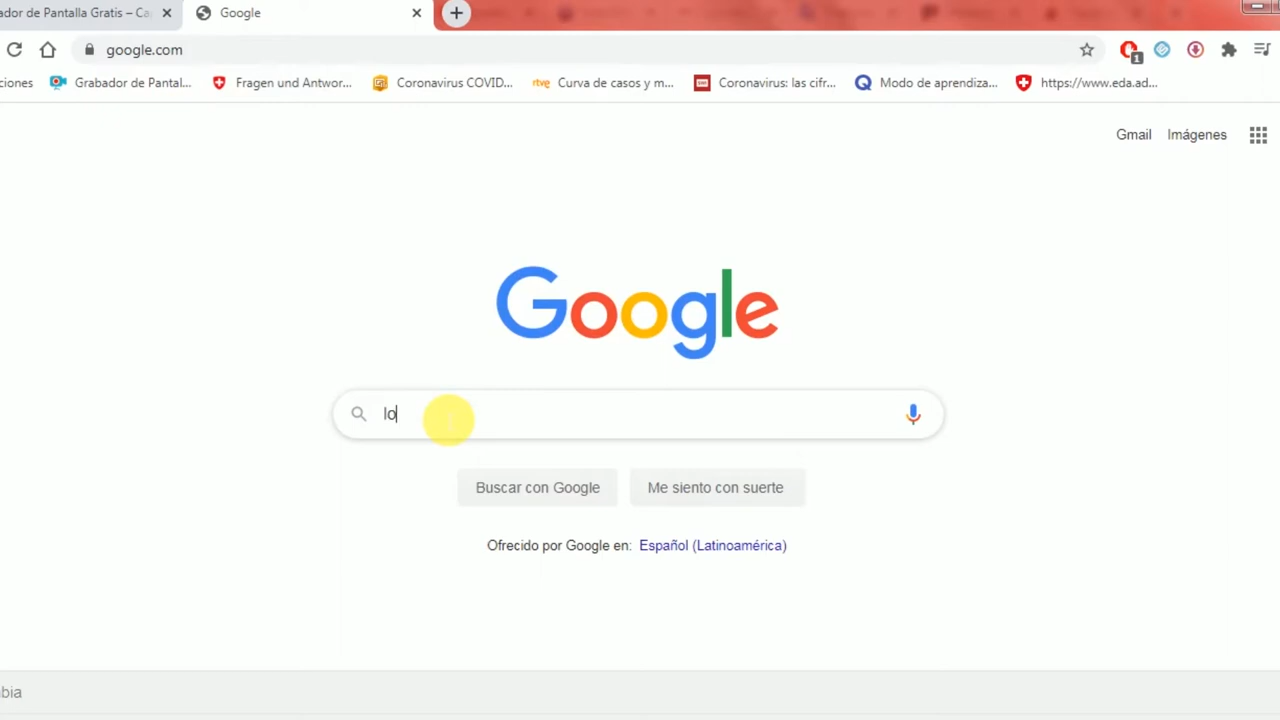 ador de Pantalla Gratis – Ca
Google
google.com
1
ciones
Grabador de Pantal...
Fragen und Antwor...
Coronavirus COVID...
rtve
Curva de casos y m...
Coronavirus: las cifr...
Modo de aprendiza...
https://www.eda.ad...
Gmail
Imágenes
Google
lo
Buscar con Google
Me siento con suerte
Ofrecido por Google en: Español (Latinoamérica)
bia